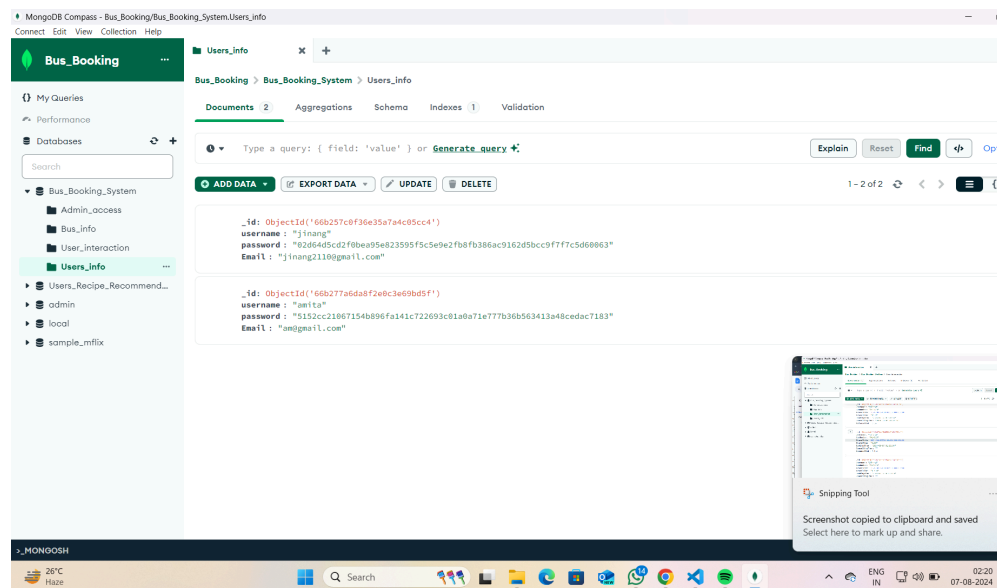 MongoDB Compass - Bus_Booking/Bus_Booking_System.Users_info
Connect Edit View Collection Help
Bus_Booking
Users_info
Bus_Booking > Bus_Booking_System > Users_info
My Queries
Performance
Databases
Search
Bus_Booking_System
Admin_access
Bus_info
User_interaction
Users_info
Users_Recipe_Recommend...
admin
local
sample_mflix
Documents 2 Aggregations Schema Indexes 1 Validation
Type a query: { field: 'value' } or Generate query
Explain Reset Find </> Opt
ADD DATA EXPORT DATA UPDATE DELETE
1 – 2 of 2
_id: ObjectId('66b257c0f36e35a7a4c05cc4')
username : "jinang"
password : "02d64d5cd2f0bea95e823595f5c5e9e2fb8fb386ac9162d5bcc9f7f7c5d60063"
Email : "jinang2110@gmail.com"
_id: ObjectId('66b277a6da8f2e0c3e69bd5f')
username : "amita"
password : "5152cc21067154b896fa141c722693c01a0a71e777b36b563413a48cedac7183"
Email : "am@gmail.com"
Snipping Tool
Screenshot copied to clipboard and saved
Select here to mark up and share.
>_MONGOSH
26°C
Haze
Search
14
ENG
IN
02:20
07-08-2024